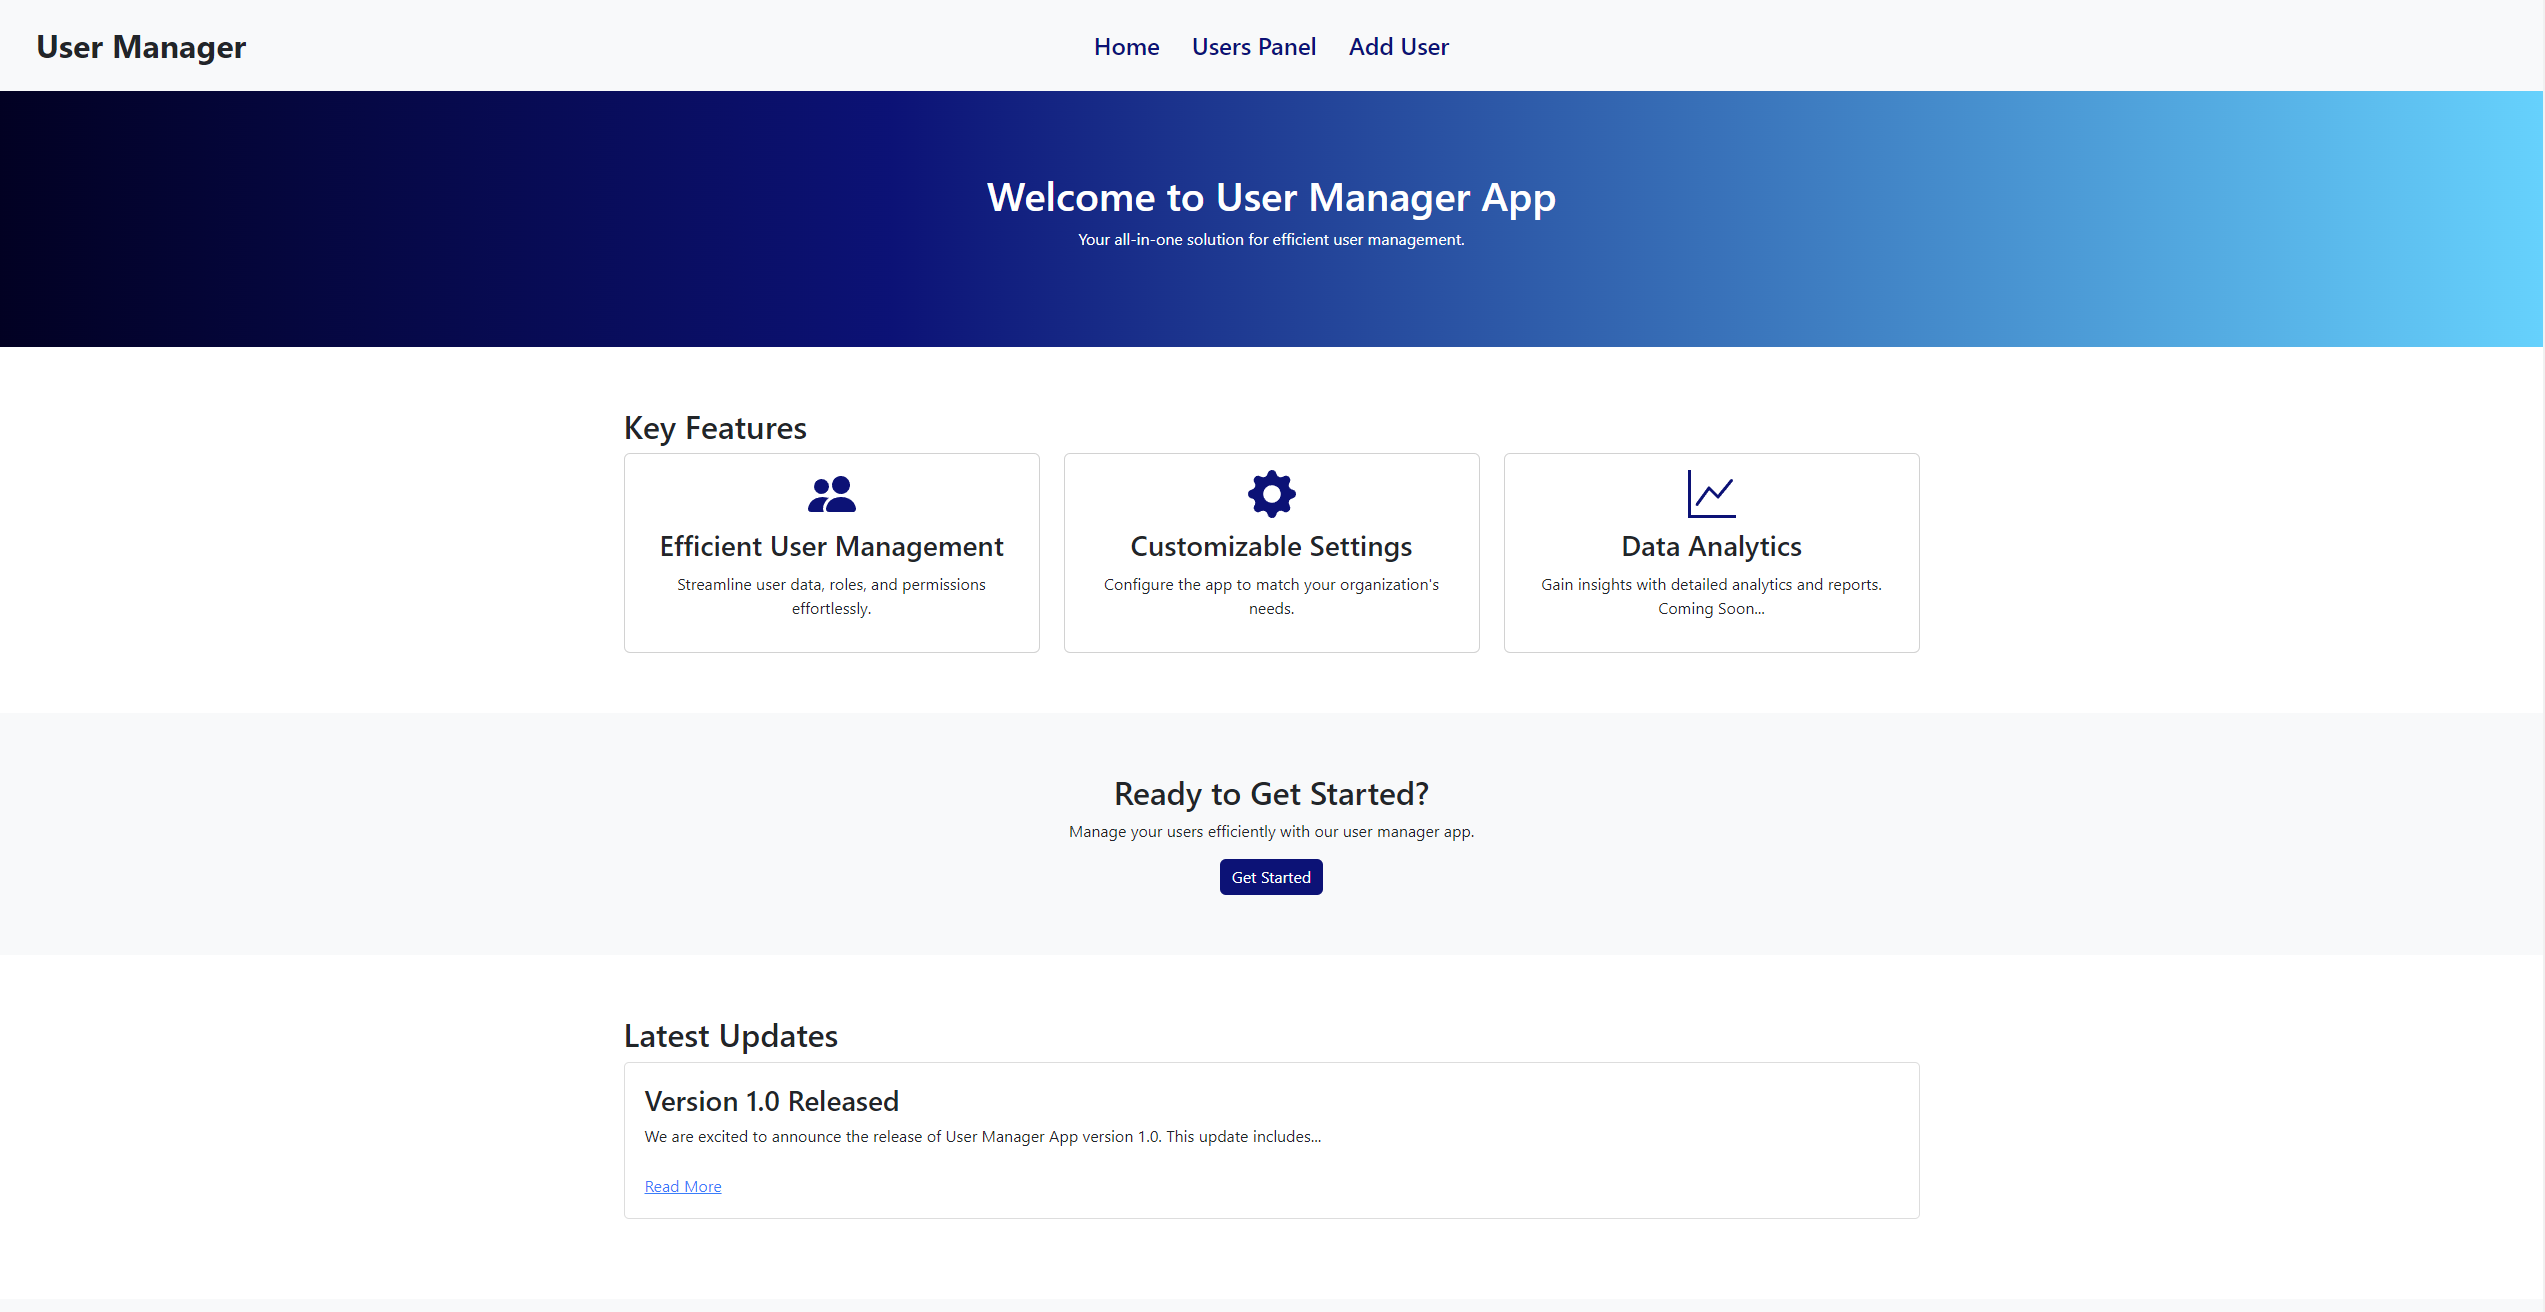 User Manager
Home Users Panel Add User
Welcome to User Manager App
Your all-in-one solution for efficient user management.
Key Features
Efficient User Management
Streamline user data, roles, and permissions
effortlessly.
Customizable Settings
Configure the app to match your organization's
needs.
Data Analytics
Gain insights with detailed analytics and reports.
Coming Soon...
Ready to Get Started?
Manage your users efficiently with our user manager app.
Get Started
Latest Updates
Version 1.0 Released
We are excited to announce the release of User Manager App version 1.0. This update includes...
Read More